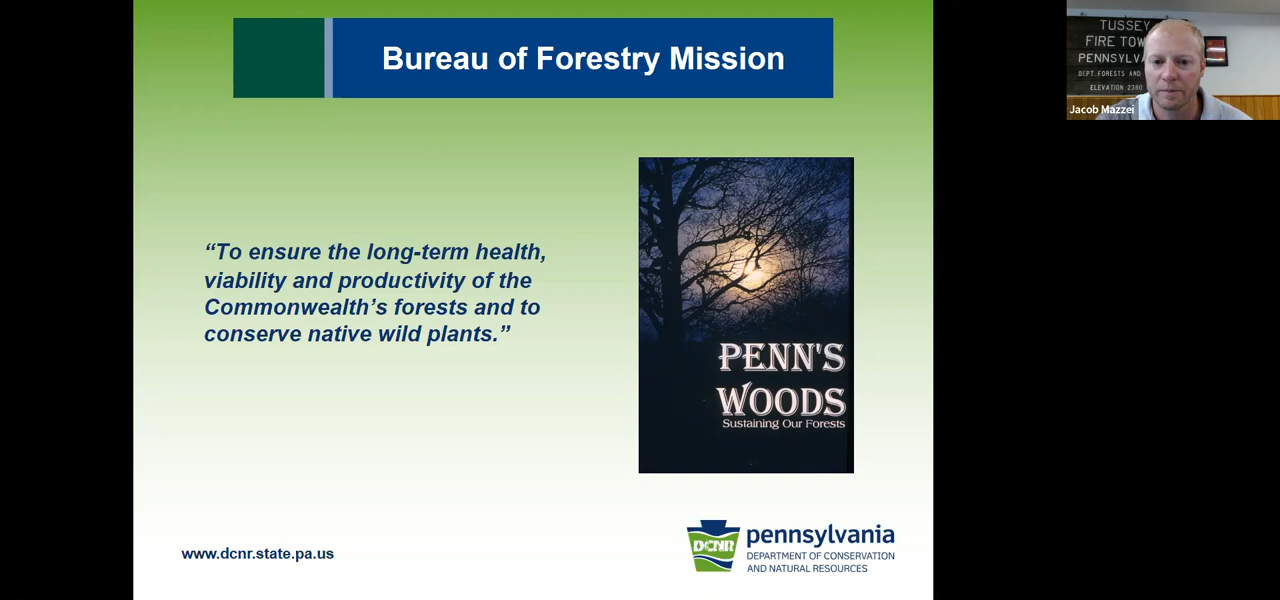 Bureau of Forestry Mission
“To ensure the long-term health,
viability and productivity of the
Commonwealth’s forests and to
conserve native wild plants.”
PENN'S
WOODS
Sustaining Our Forests
www.dcnr.state.pa.us
DCNR
pennsylvania
DEPARTMENT OF CONSERVATION
AND NATURAL RESOURCES
TUSSEY
FIRE TOW
PENNSYLVA
DEPT. FORESTS AND
ELEVATION 2380
Jacob Mazzei